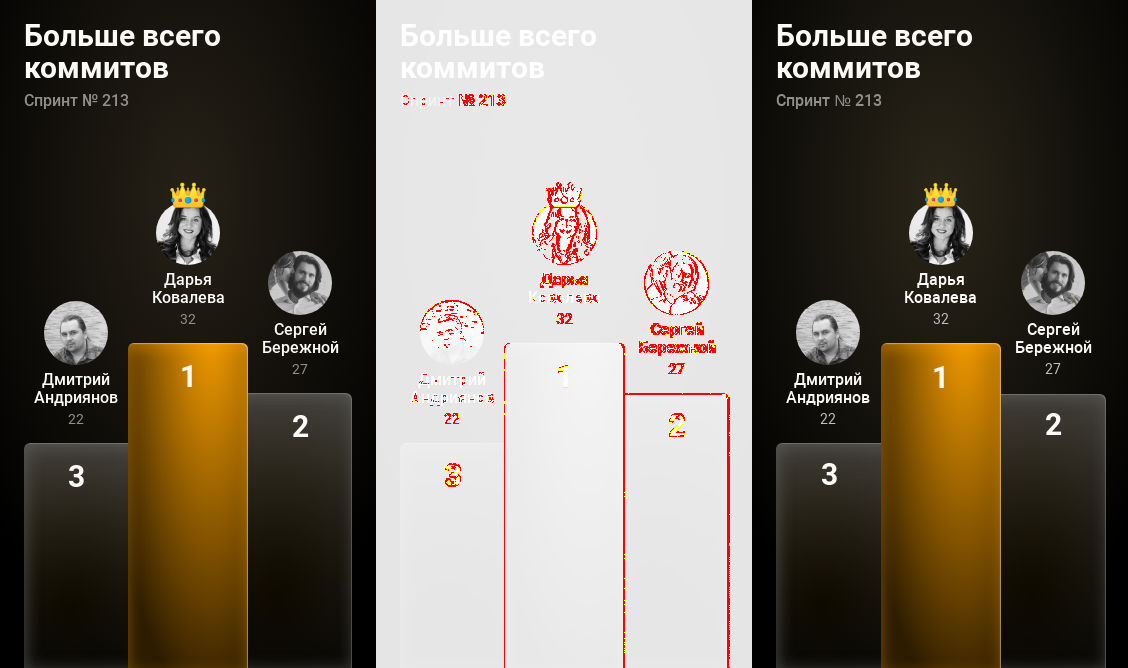 Больше всего
коммитов
Спринт № 213
Дарья
Ковалева
32
Сергей
Бережной
27
Дмитрий
Андриянов
22
1
2
3
Больше всего
коммитов
Спринт № 213
Дарья
Ковалева
32
Сергей
Бережной
27
Дмитрий
Андриянов
22
1
2
3
Больше всего
коммитов
Спринт № 213
Дарья
Ковалева
32
Сергей
Бережной
27
Дмитрий
Андриянов
22
1
2
3